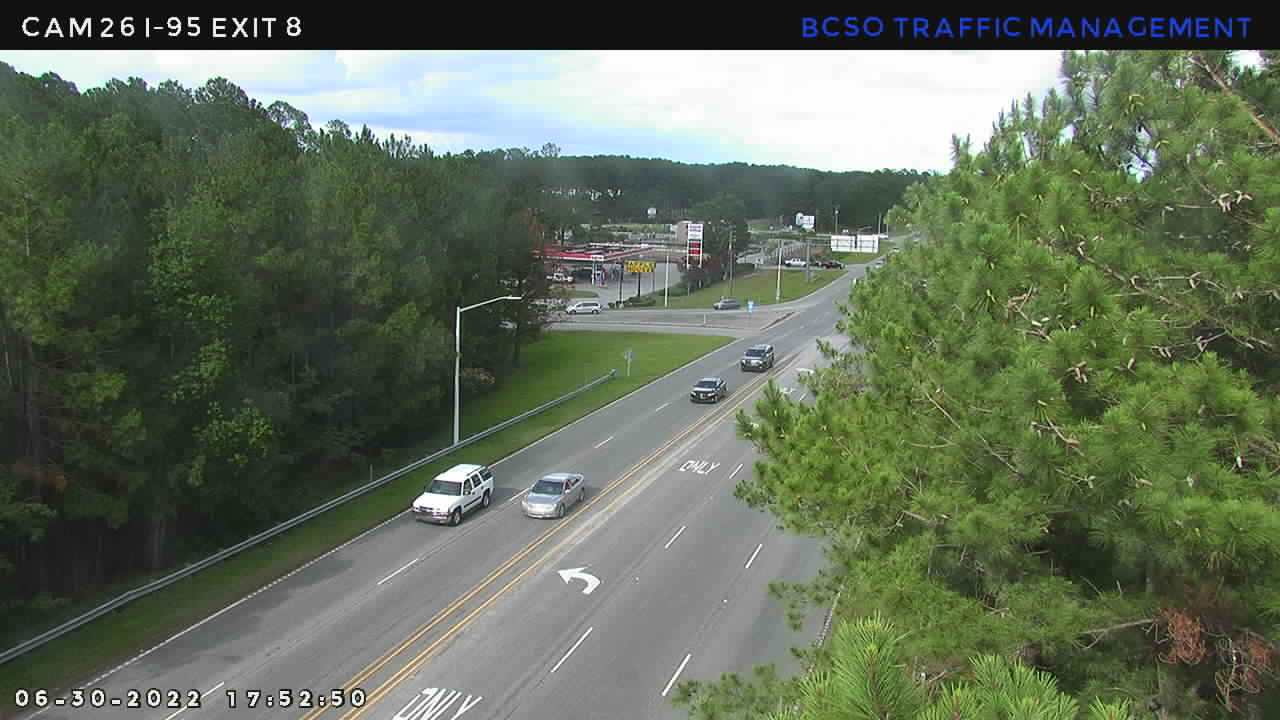 CAM 26 I-95 EXIT 8
BCSO TRAFFIC MANAGEMENT
ONLY
ONLY
06-30-2022 17:52:50